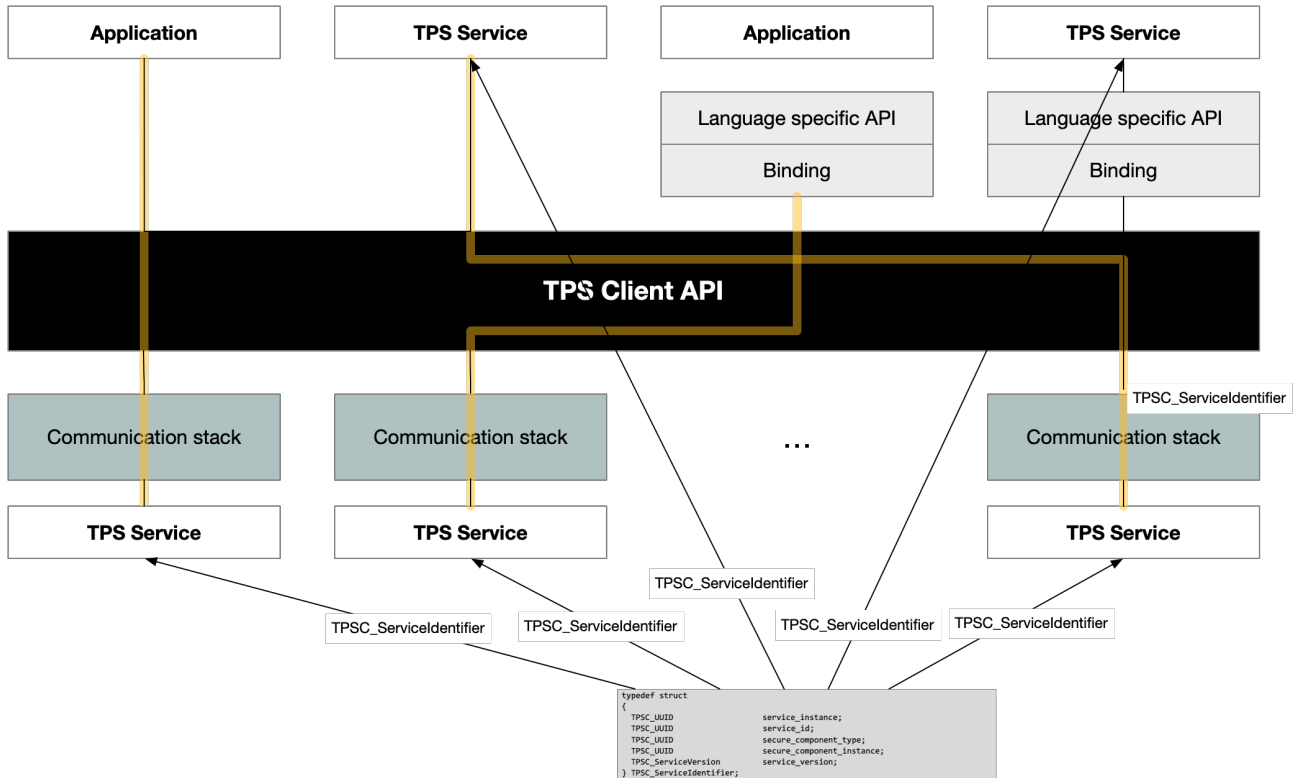 Application
TPS Service
Application
TPS Service
Language specific API
Language specific API
Binding
Binding
TPS Client API
TPSC_ServiceIdentifier
Communication stack
Communication stack
...
Communication stack
TPS Service
TPS Service
TPS Service
TPSC_ServiceIdentifier
TPSC_ServiceIdentifier
TPSC_ServiceIdentifier
TPSC_ServiceIdentifier
TPSC_ServiceIdentifier
typedef struct
{
TPSC_UUID service_instance;
TPSC_UUID service_id;
TPSC_UUID secure_component_type;
TPSC_UUID secure_component_instance;
TPSC_ServiceVersion service_version;
} TPSC_ServiceIdentifier;